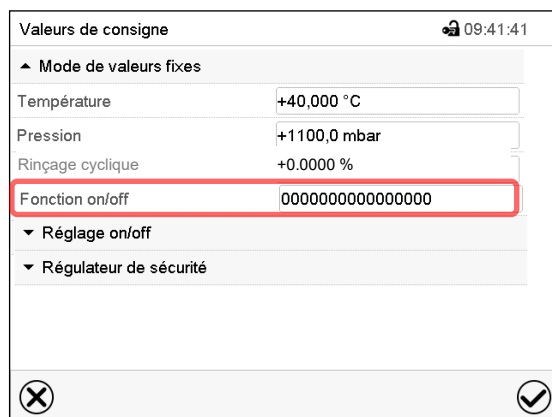 Valeurs de consigne 09:41:41
Mode de valeurs fixes
Température +40,000 °C
Pression +1100,0 mbar
Rinçage cyclique +0.0000 %
Fonction on/off 0000000000000000
Réglage on/off
Régulateur de sécurité